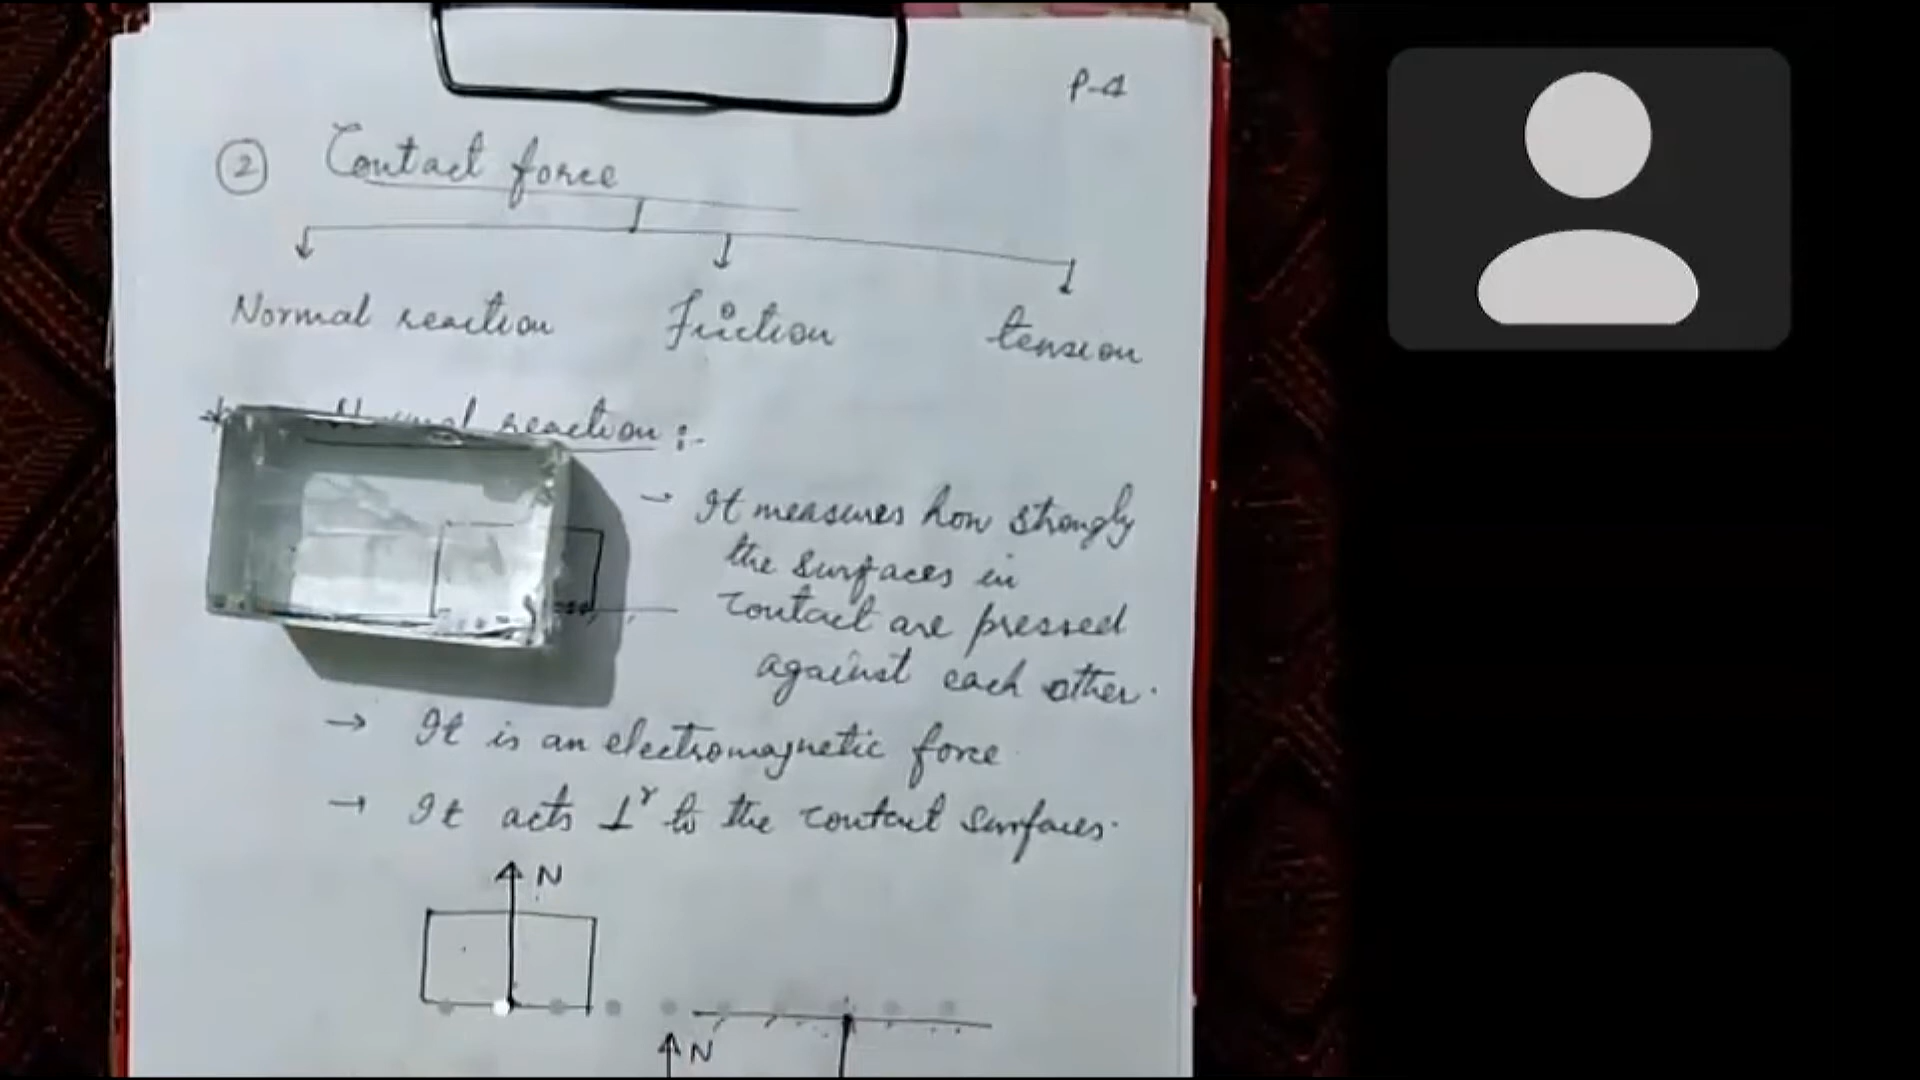 P-4
② Contact force
Normal reaction friction tension
Normal reaction :-
→ It measures how strongly
the surfaces in
contact are pressed
against each other.
→ It is an electromagnetic force
→ It acts ⊥ʳ to the contact surfaces.
N
N